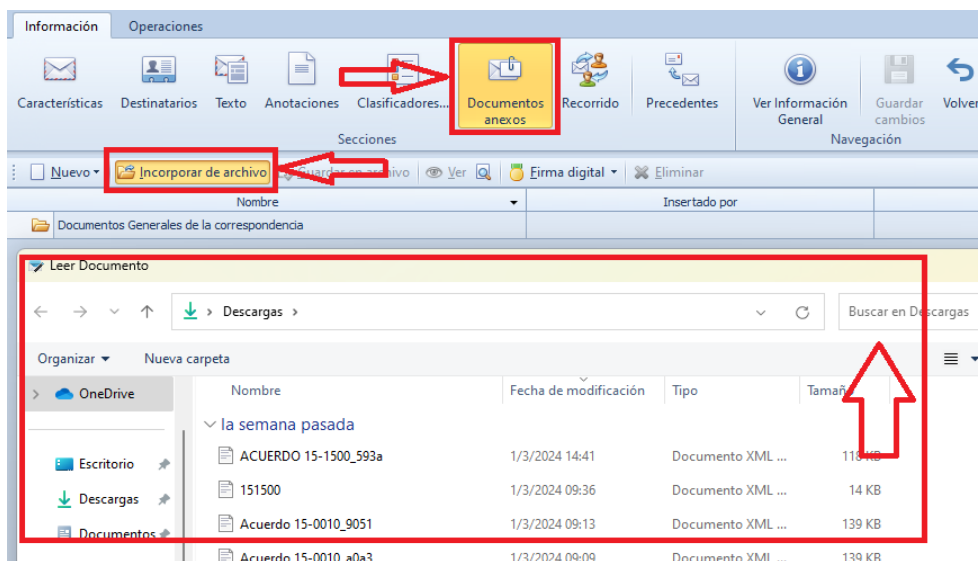 Información Operaciones
Características Destinatarios Texto Anotaciones Clasificadores... Documentos anexos Recorrido Precedentes Ver Información General Guardar cambios Volver
Secciones Navegación
Nuevo Incorporar de archivo Guardar en archivo Ver Firma digital Eliminar
Nombre Insertado por
Documentos Generales de la correspondencia
Leer Documento
Descargas Buscar en Descargas
Organizar Nueva carpeta
OneDrive Nombre Fecha de modificación Tipo Tamaño
la semana pasada
ACUERDO 15-1500_593a 1/3/2024 14:41 Documento XML ... 118 KB
Escritorio
151500 1/3/2024 09:36 Documento XML ... 14 KB
Descargas
Acuerdo 15-0010_9051 1/3/2024 09:13 Documento XML ... 139 KB
Documentos
Acuerdo 15-0010_a0a3 1/3/2024 09:09 Documento XML ... 139 KB